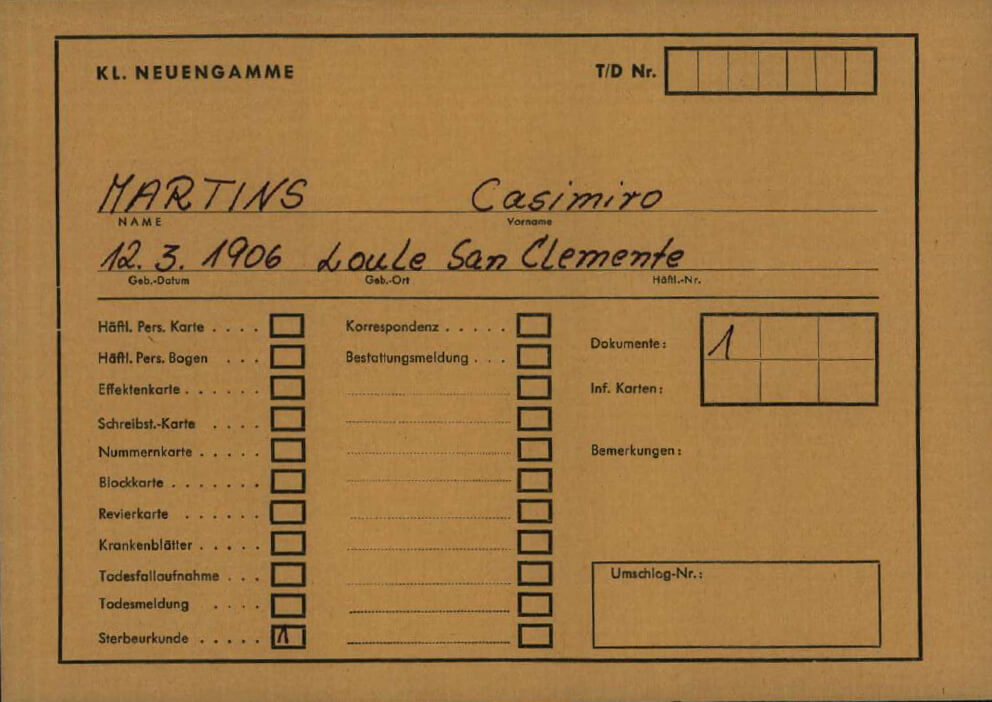 KL. NEUENGAMME T/D Nr.
MARTINS Casimiro
NAME Vorname
12. 3. 1906 Loule San Clemente
Geb.-Datum Geb.-Ort Häftl.-Nr.
Häftl. Pers. Karte . . . . Korrespondenz . . . . .
Dokumente: 1
Häftl. Pers. Bogen . . . Bestattungsmeldung . . .
Effektenkarte . . . . . . Inf. Karten:
Schreibst.-Karte . . . .
Nummernkarte . . . . . Bemerkungen:
Blockkarte . . . . . . .
Revierkarte . . . . . .
Krankenblätter . . . . .
Todesfallaufnahme . . . Umschlag-Nr.:
Todesmeldung . . . .
Sterbeurkunde . . . . . 1